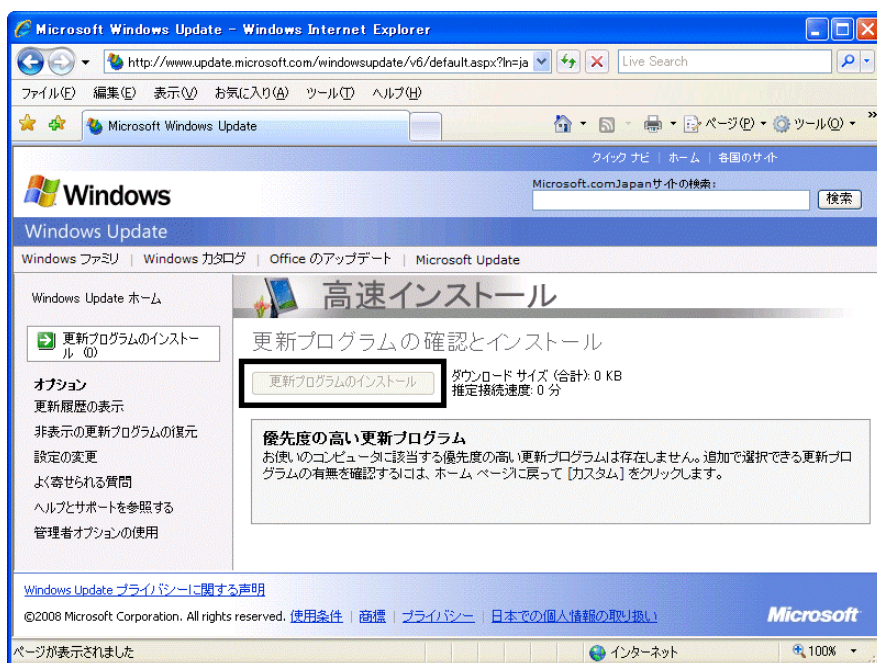 Microsoft Windows Update - Windows Internet Explorer
http://www.update.microsoft.com/windowsupdate/v6/default.aspx?ln=ja
Live Search
ファイル(F) 編集(E) 表示(V) お気に入り(A) ツール(T) ヘルプ(H)
Microsoft Windows Update
ページ(P) ツール(O) »
クイック ナビ | ホーム | 各国のサイト
Windows
Microsoft.comJapanサイトの検索:
検索
Windows Update
Windows ファミリ | Windows カタログ | Office のアップデート | Microsoft Update
Windows Update ホーム
更新プログラムのインストー
ル (0)
オプション
更新履歴の表示
非表示の更新プログラムの復元
設定の変更
よく寄せられる質問
ヘルプとサポートを参照する
管理者オプションの使用
高速インストール
更新プログラムの確認とインストール
更新プログラムのインストール
ダウンロード サイズ (合計): 0 KB
推定接続速度: 0 分
優先度の高い更新プログラム
お使いのコンピュータに該当する優先度の高い更新プログラムは存在しません。追加で選択できる更新プロ
グラムの有無を確認するには、ホーム ページに戻って [カスタム] をクリックします。
Windows Update プライバシーに関する声明
©2008 Microsoft Corporation. All rights reserved. 使用条件 | 商標 | プライバシー | 日本での個人情報の取り扱い
Microsoft
ページが表示されました
インターネット
100%